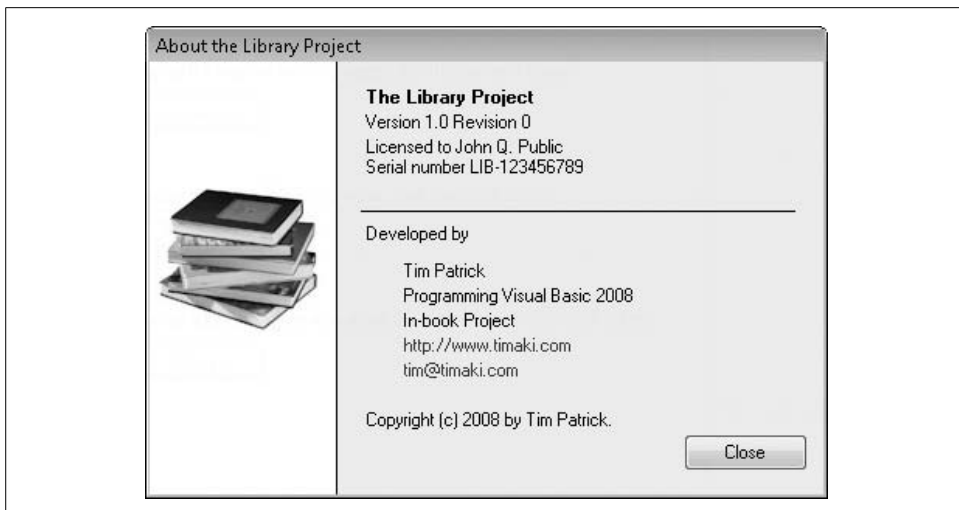 About the Library Project
The Library Project
Version 1.0 Revision 0
Licensed to John Q. Public
Serial number LIB-123456789
Developed by
Tim Patrick
Programming Visual Basic 2008
In-book Project
http://www.timaki.com
tim@timaki.com
Copyright (c) 2008 by Tim Patrick.
Close